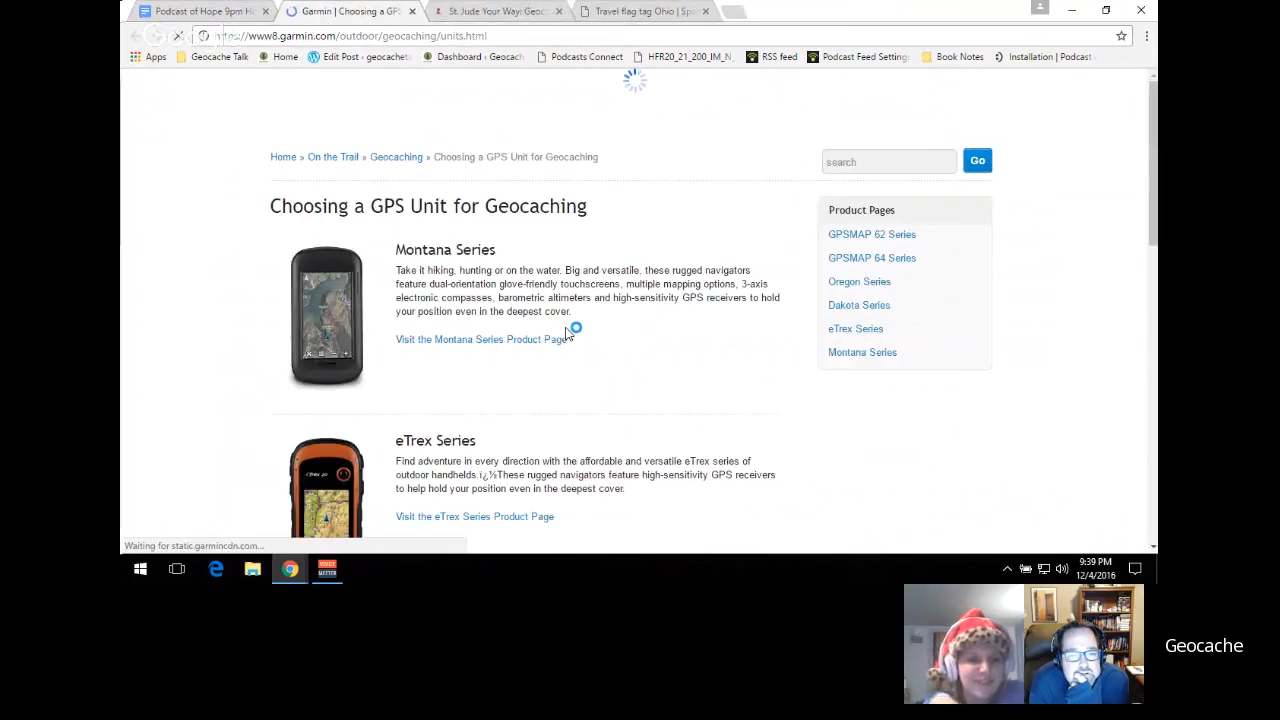 Podcast of Hope 9pm H
Garmin | Choosing a GP
St. Jude Your Way: Geoc
Travel flag-tag Ohio | Sp
https://www8.garmin.com/outdoor/geocaching/units.html
Apps Geocache Talk Home Edit Post ‹ geocachet Dashboard ‹ Geocach Podcasts Connect HFR20_21_200_IM_N RSS feed Podcast Feed Setting Book Notes Installation | Podcast
Home » On the Trail » Geocaching » Choosing a GPS Unit for Geocaching
search
Go
Choosing a GPS Unit for Geocaching
Product Pages
GPSMAP 62 Series
GPSMAP 64 Series
Oregon Series
Dakota Series
eTrex Series
Montana Series
Montana Series
Take it hiking, hunting or on the water. Big and versatile, these rugged navigators
feature dual-orientation glove-friendly touchscreens, multiple mapping options, 3-axis
electronic compasses, barometric altimeters and high-sensitivity GPS receivers to hold
your position even in the deepest cover.
Visit the Montana Series Product Page
eTrex Series
Find adventure in every direction with the affordable and versatile eTrex series of
outdoor handhelds.ï¿½These rugged navigators feature high-sensitivity GPS receivers
to help hold your position even in the deepest cover.
Visit the eTrex Series Product Page
Waiting for static.garmincdn.com...
9:39 PM
12/4/2016
Geocache